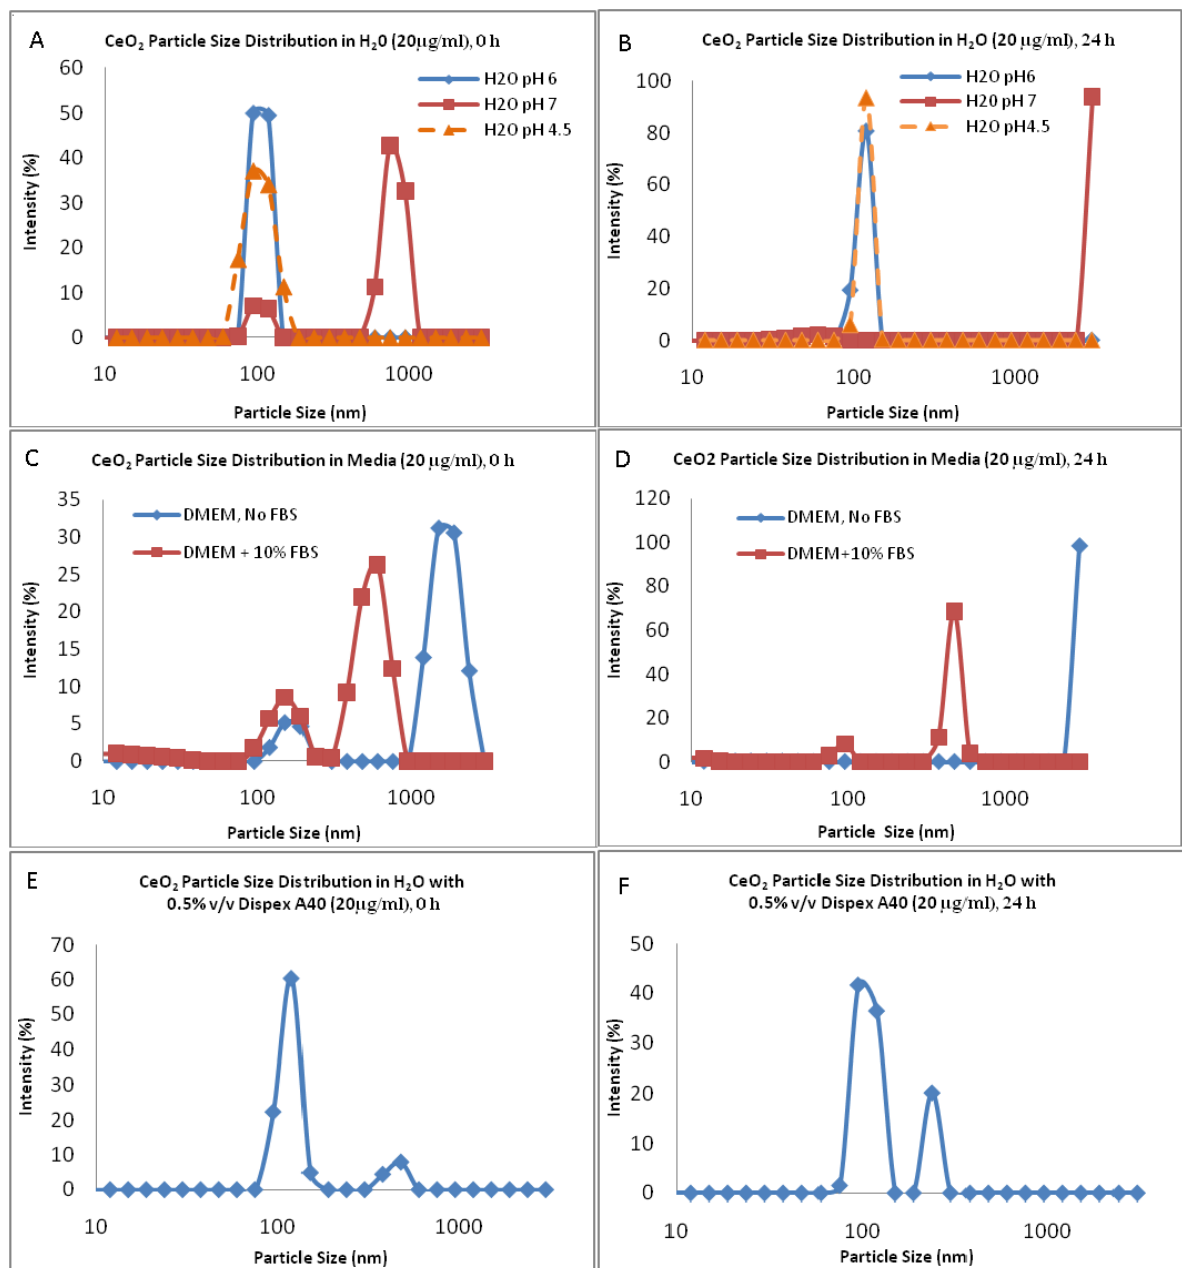 A
CeO₂ Particle Size Distribution in H₂0 (20µg/ml), 0 h
60
50
40
30
20
10
0
Intensity (%)
H2O pH 6
H2O pH 7
H2O pH 4.5
10
100
1000
Particle Size (nm)
B
CeO₂ Particle Size Distribution in H₂O (20 µg/ml), 24 h
100
80
60
40
20
0
Intensity (%)
H2O pH6
H20 pH 7
H2O pH4.5
10
100
1000
Particle Size (nm)
C
CeO₂ Particle Size Distribution in Media (20 µg/ml), 0 h
35
30
25
20
15
10
5
0
Intensity (%)
DMEM, No FBS
DMEM + 10% FBS
10
100
1000
Particle Size (nm)
D
CeO2 Particle Size Distribution in Media (20 µg/ml), 24 h
120
100
80
60
40
20
0
Intensity (%)
DMEM, No FBS
DMEM+10% FBS
10
100
1000
Particle Size (nm)
E
CeO₂ Particle Size Distribution in H₂O with
0.5% v/v Dispex A40 (20µg/ml), 0 h
70
60
50
40
30
20
10
0
Intensity (%)
10
100
1000
Particle Size (nm)
F
CeO₂ Particle Size Distribution in H₂O with
0.5% v/v Dispex A40 (20 µg/ml), 24 h
50
40
30
20
10
0
Intensity (%)
10
100
1000
Particle Size (nm)